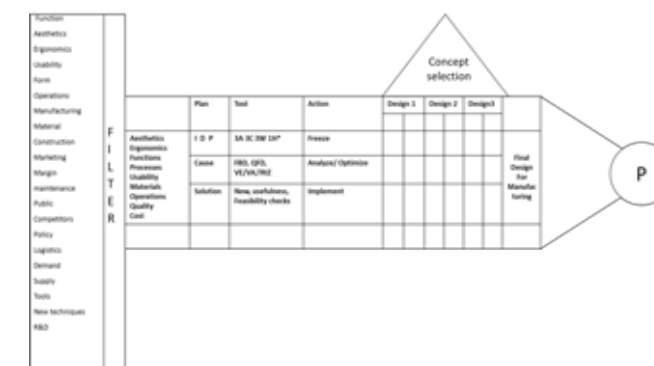 Function
Aesthetics
Ergonomics
Usability
Form
Operations
Manufacturing
Material
Construction
Marketing
Margin
maintenance
Public
Competitors
Policy
Logistics
Demand
Supply
Tools
New techniques
R&D
F
I
L
T
E
R
Concept
selection
Plan
Tool
Action
Design 1
Design 2
Design3
Aesthetics
Ergonomics
Functions
Processes
Usability
Materials
Operations
Quality
Cost
I D P
3A 3C 3W 1H*
Freeze
Cause
FBD, QFD,
VE/VA/TRIZ
Analyze/ Optimize
Solution
New, usefulness,
Feasibility checks
Implement
Final
Design
For
Manufac
turing
P